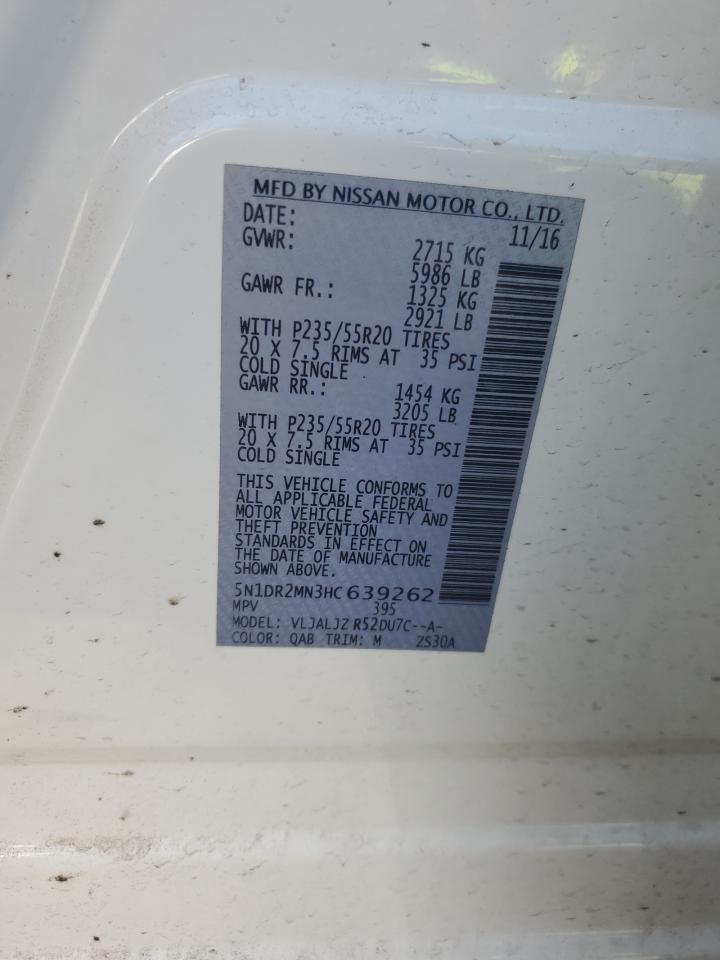 MFD BY NISSAN MOTOR CO., LTD.
DATE: 11/16
GVWR: 2715 KG
5986 LB
GAWR FR.: 1325 KG
2921 LB
WITH P235/55R20 TIRES
20 X 7.5 RIMS AT 35 PSI
COLD SINGLE
GAWR RR.: 1454 KG
3205 LB
WITH P235/55R20 TIRES
20 X 7.5 RIMS AT 35 PSI
COLD SINGLE
THIS VEHICLE CONFORMS TO
ALL APPLICABLE FEDERAL
MOTOR VEHICLE SAFETY AND
THEFT PREVENTION
STANDARDS IN EFFECT ON
THE DATE OF MANUFACTURE
SHOWN ABOVE.
5N1DR2MN3HC639262
MPV 395
MODEL: VLJALJZ R52DU7C--A-
COLOR: QAB TRIM: M ZS30A